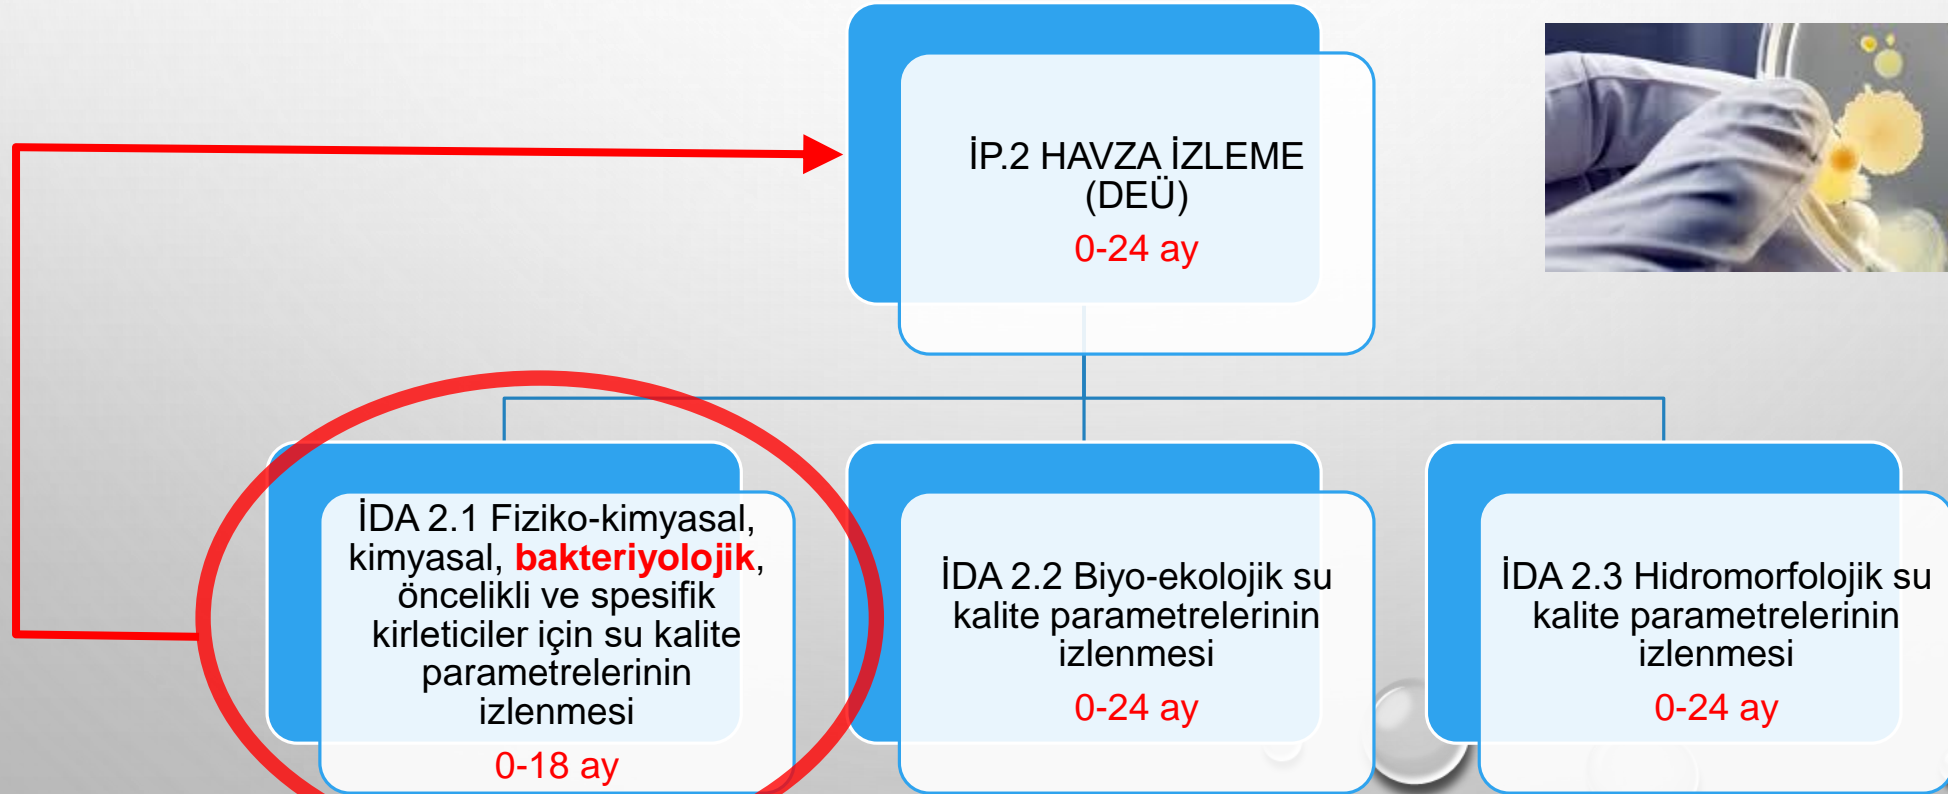 İP.2 HAVZA İZLEME
(DEÜ)
0-24 ay
İDA 2.1 Fiziko-kimyasal,
kimyasal, bakteriyolojik,
öncelikli ve spesifik
kirleticiler için su kalite
parametrelerinin
izlenmesi
0-18 ay
İDA 2.2 Biyo-ekolojik su
kalite parametrelerinin
izlenmesi
0-24 ay
İDA 2.3 Hidromorfolojik su
kalite parametrelerinin
izlenmesi
0-24 ay